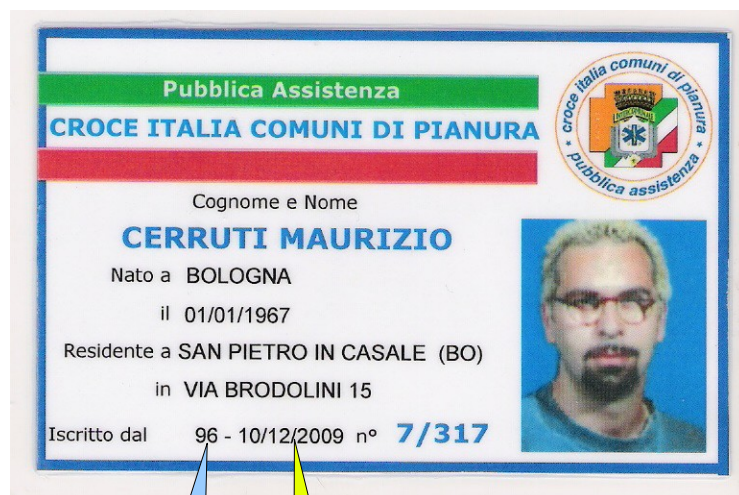 Pubblica Assistenza
CROCE ITALIA COMUNI DI PIANURA
croce italia comuni di pianura
* pubblica assistenza *
Cognome e Nome
CERRUTI MAURIZIO
Nato a BOLOGNA
il 01/01/1967
Residente a SAN PIETRO IN CASALE (BO)
in VIA BRODOLINI 15
Iscritto dal 96 - 10/12/2009 n° 7/317